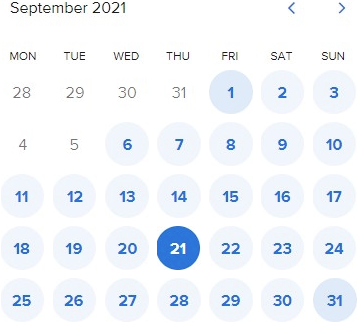 September 2021
MON TUE WED THU FRI SAT SUN
28 29 30 31 1 2 3
4 5 6 7 8 9 10
11 12 13 14 15 16 17
18 19 20 21 22 23 24
25 26 27 28 29 30 31